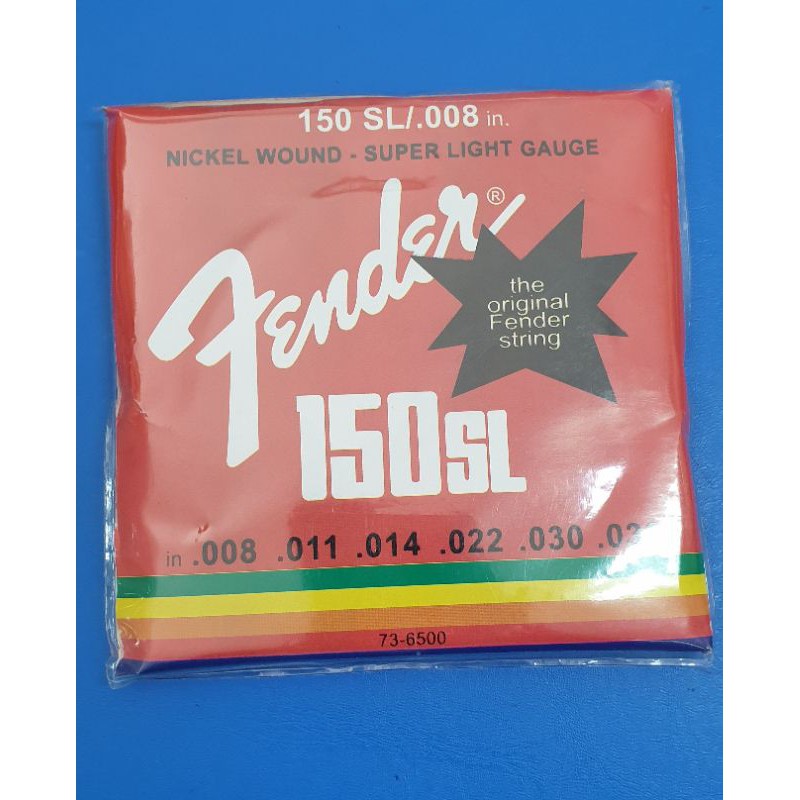 150 SL/.008 in.
NICKEL WOUND - SUPER LIGHT GAUGE
Fender®
the
original
Fender
string
150SL
in .008 .011 .014 .022 .030
73-6500